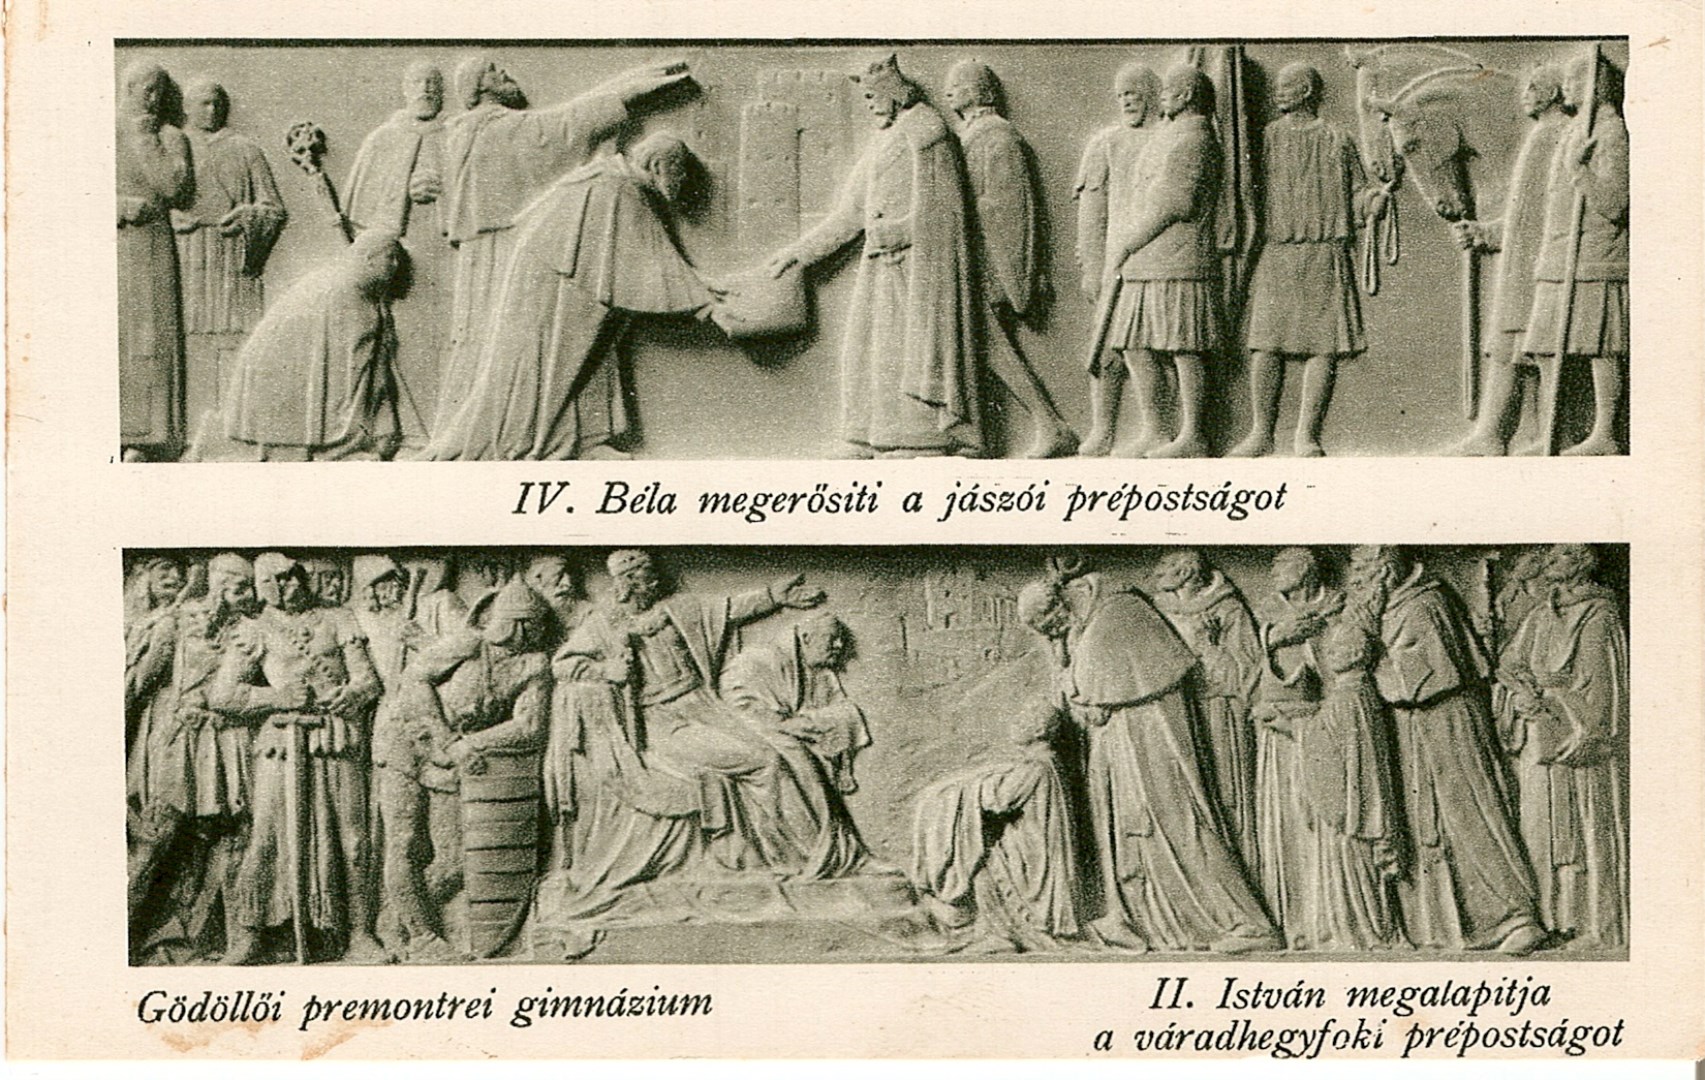 IV. Béla megerősiti a jászói prépostságot
Gödöllői premontrei gimnázium
II. István megalapitja
a váradhegyfoki prépostságot